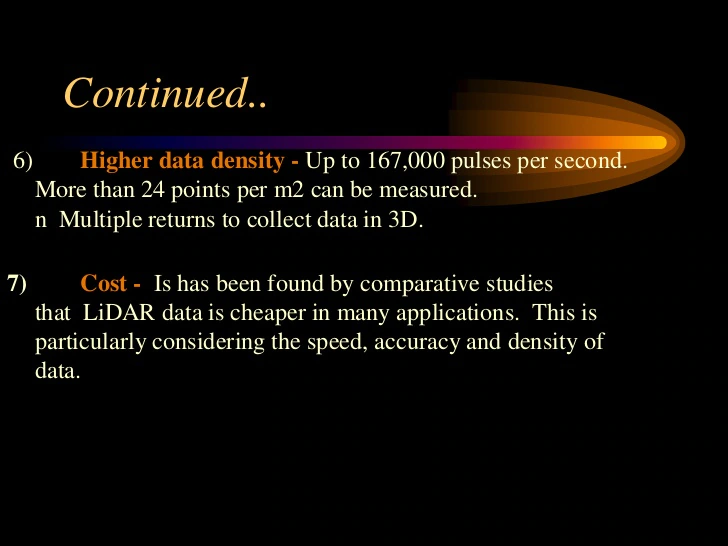 Continued..
6) Higher data density - Up to 167,000 pulses per second.
More than 24 points per m2 can be measured.
n Multiple returns to collect data in 3D.
7) Cost - Is has been found by comparative studies
that LiDAR data is cheaper in many applications. This is
particularly considering the speed, accuracy and density of
data.